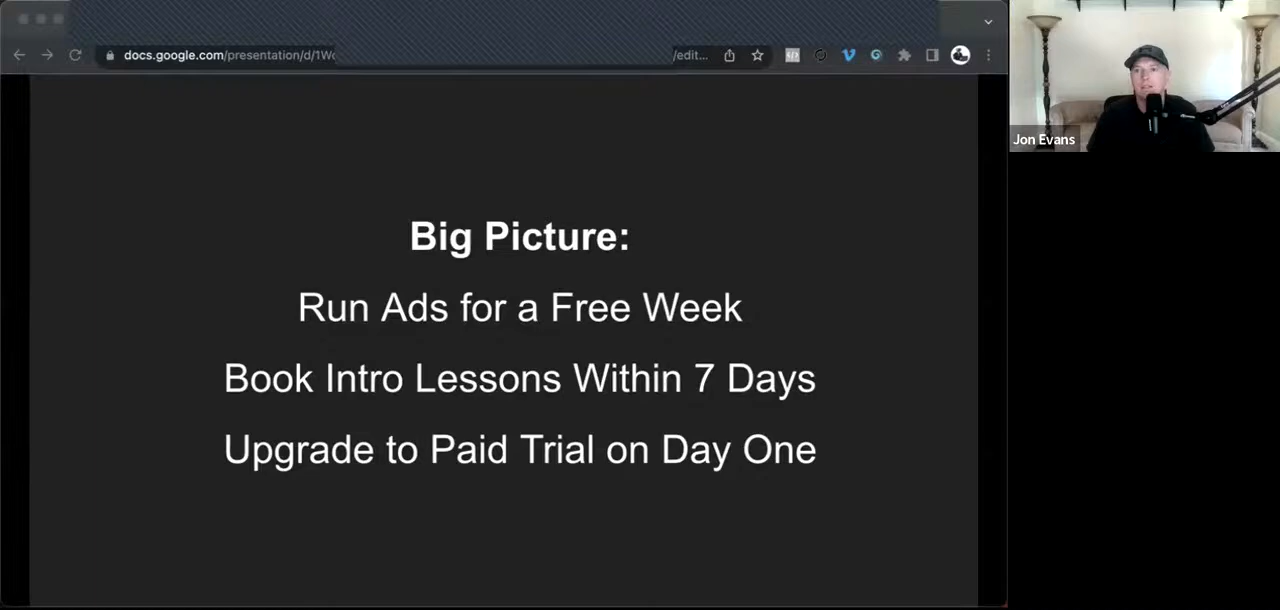 docs.google.com/presentation/d/1W
/edit...
Jon Evans
Big Picture:
Run Ads for a Free Week
Book Intro Lessons Within 7 Days
Upgrade to Paid Trial on Day One